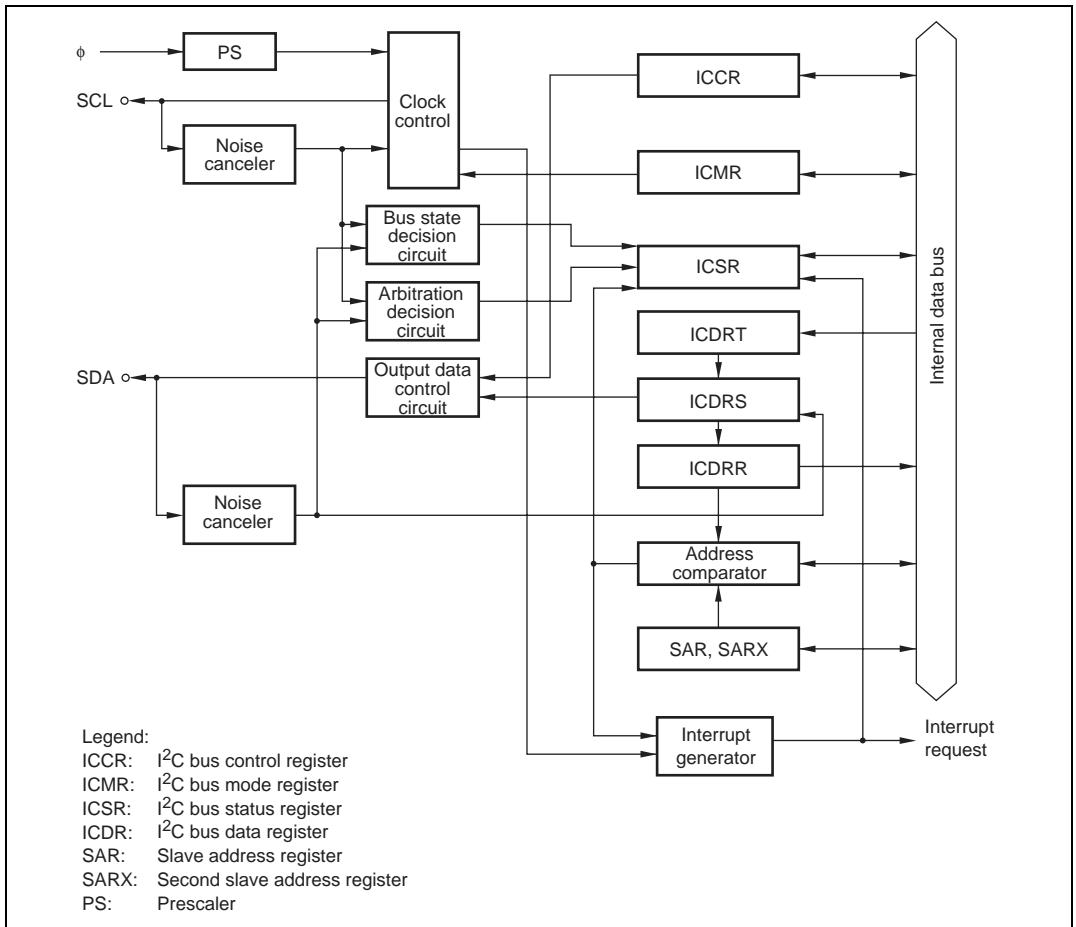 φ
PS
SCL
Clock
control
Noise
canceler
Bus state
decision
circuit
Arbitration
decision
circuit
SDA
Output data
control
circuit
Noise
canceler
ICCR
ICMR
ICSR
ICDRT
ICDRS
ICDRR
Address
comparator
SAR, SARX
Interrupt
generator
Internal data bus
Interrupt
request
Legend:
ICCR: I²C bus control register
ICMR: I²C bus mode register
ICSR: I²C bus status register
ICDR: I²C bus data register
SAR: Slave address register
SARX: Second slave address register
PS: Prescaler